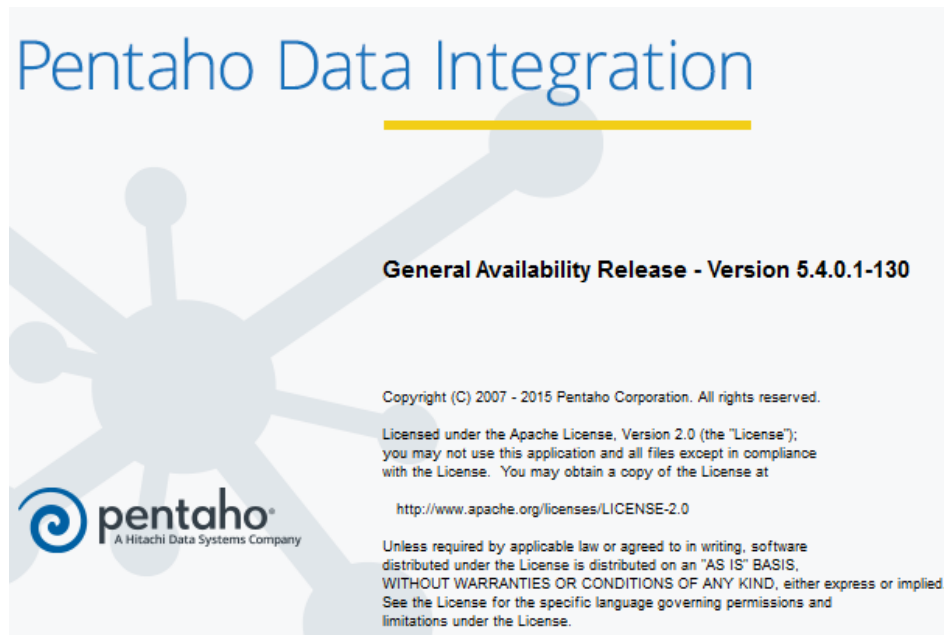 Pentaho Data Integration
General Availability Release - Version 5.4.0.1-130
Copyright (C) 2007 - 2015 Pentaho Corporation. All rights reserved.
Licensed under the Apache License, Version 2.0 (the "License");
you may not use this application and all files except in compliance
with the License.  You may obtain a copy of the License at
http://www.apache.org/licenses/LICENSE-2.0
pentaho
A Hitachi Data Systems Company
Unless required by applicable law or agreed to in writing, software
distributed under the License is distributed on an "AS IS" BASIS,
WITHOUT WARRANTIES OR CONDITIONS OF ANY KIND, either express or implied.
See the License for the specific language governing permissions and
limitations under the License.